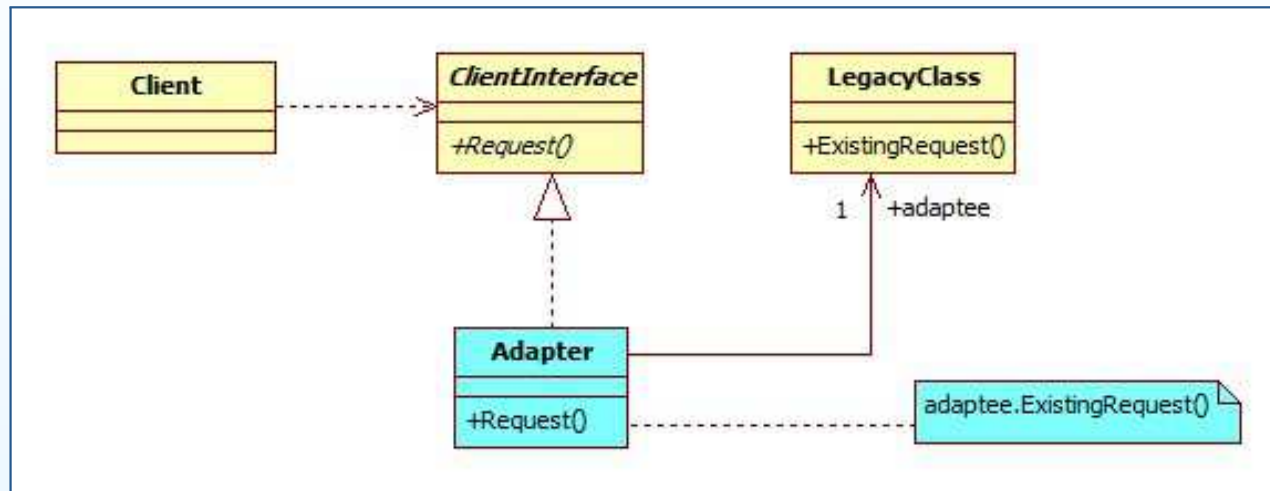 Client
ClientInterface
+Request()
LegacyClass
+ExistingRequest()
1
+adaptee
Adapter
+Request()
adaptee.ExistingRequest()